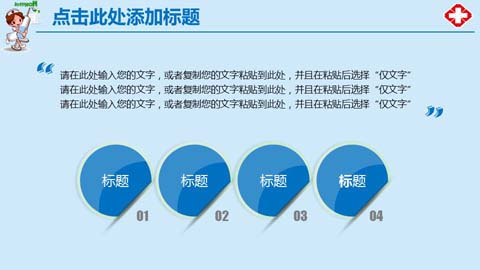 点击此处添加标题
请在此处输入您的文字，或者复制您的文字粘贴到此处，并且在粘贴后选择“仅文字”
请在此处输入您的文字，或者复制您的文字粘贴到此处，并且在粘贴后选择“仅文字”
请在此处输入您的文字，或者复制您的文字粘贴到此处，并且在粘贴后选择“仅文字”
标题 标题 标题 标题
01 02 03 04